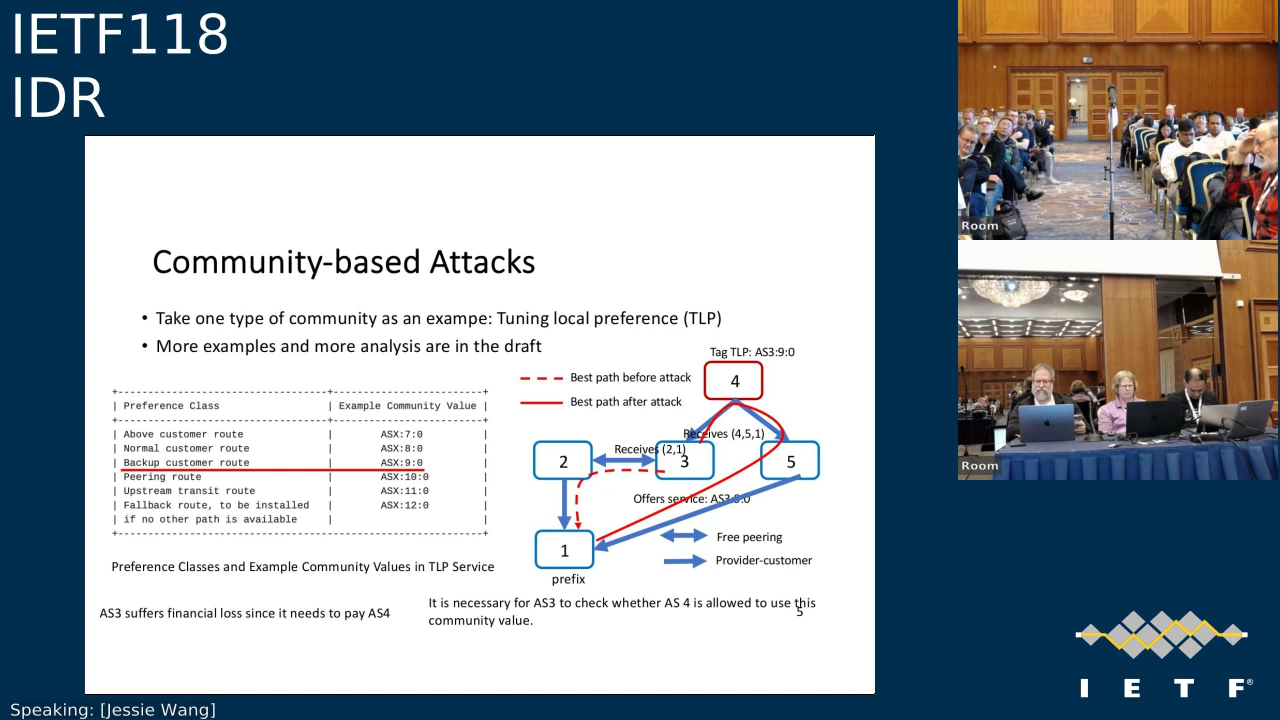 IETF118
IDR
Community-based Attacks
• Take one type of community as an exampe: Tuning local preference (TLP)
• More examples and more analysis are in the draft
Tag TLP: AS3:9:0
Best path before attack
4
Best path after attack
Receives (4,5,1)
Receives (2,1)
2
3
5
Offers service: AS3:9:0
1
prefix
Free peering
Provider-customer
+-----------------------------------+--------------------------+
| Preference Class | Example Community Value |
+-----------------------------------+--------------------------+
| Above customer route | ASX:7:0 |
| Normal customer route | ASX:8:0 |
| Backup customer route | ASX:9:0 |
| Peering route | ASX:10:0 |
| Upstream transit route | ASX:11:0 |
| Fallback route, to be installed | ASX:12:0 |
| if no other path is available | |
+-----------------------------------+--------------------------+
Preference Classes and Example Community Values in TLP Service
AS3 suffers financial loss since it needs to pay AS4
It is necessary for AS3 to check whether AS 4 is allowed to use this
community value.
5
Room
Room
I E T F®
Speaking: [Jessie Wang]